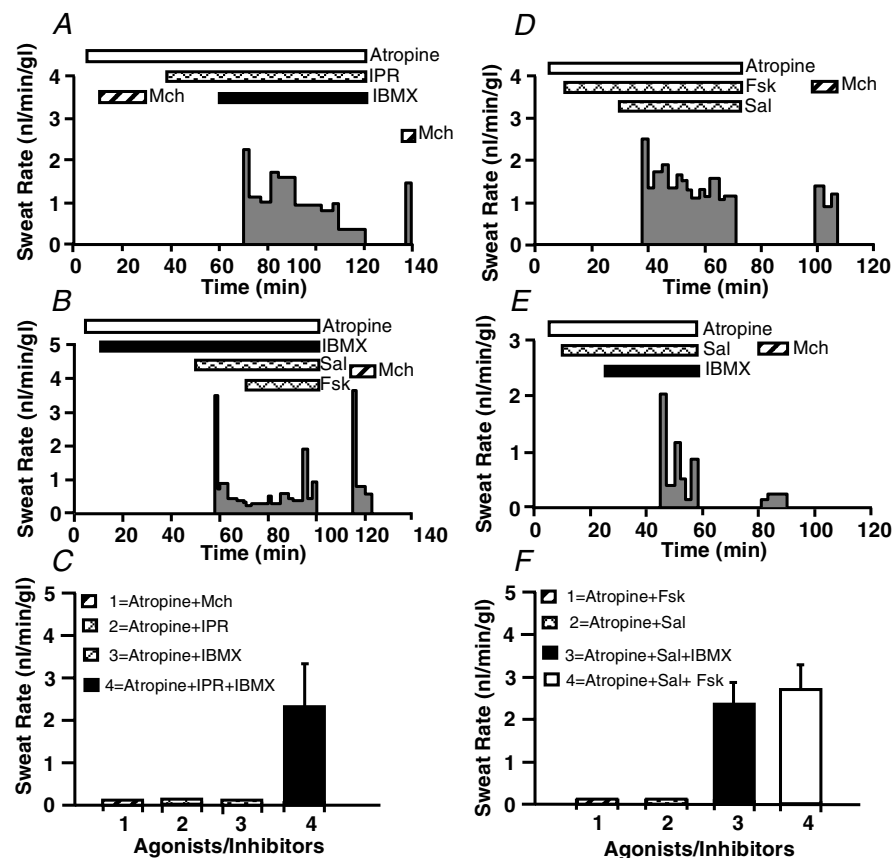 A
Atropine
IPR
Mch
IBMX
Mch
Sweat Rate (nl/min/gl)
4
3
2
1
0
0 20 40 60 80 100 120 140
Time (min)
B
Atropine
IBMX
Sal
Mch
Fsk
Sweat Rate (nl/min/gl)
5
4
3
2
1
0
0 20 40 60 80 100 120 140
Time (min)
C
1=Atropine+Mch
2=Atropine+IPR
3=Atropine+IBMX
4=Atropine+IPR+IBMX
Sweat Rate (nl/min/gl)
5
4
3
2
1
0
1 2 3 4
Agonists/Inhibitors
D
Atropine
Fsk
Mch
Sal
Sweat Rate (nl/min/gl)
4
3
2
1
0
0 20 40 60 80 100 120
Time (min)
E
Atropine
Sal
Mch
IBMX
Sweat Rate (nl/min/gl)
3
2
1
0
0 20 40 60 80 100 120
Time (min)
F
1=Atropine+Fsk
2=Atropine+Sal
3=Atropine+Sal+IBMX
4=Atropine+Sal+ Fsk
Sweat Rate (nl/min/gl)
5
4
3
2
1
0
1 2 3 4
Agonists/Inhibitors